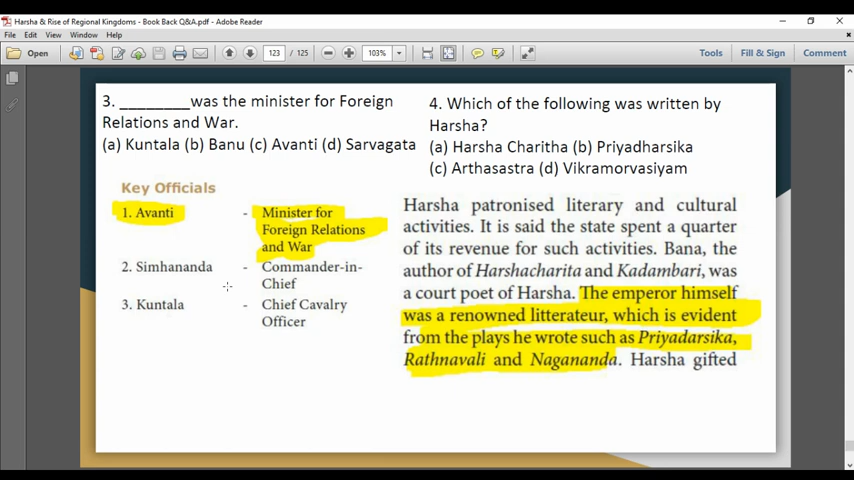 Harsha & Rise of Regional Kingdoms - Book Back Q&A.pdf - Adobe Reader
File Edit View Window Help
Open 123 / 125 103% Tools Fill & Sign Comment
3. ________was the minister for Foreign
Relations and War.
(a) Kuntala (b) Banu (c) Avanti (d) Sarvagata
4. Which of the following was written by
Harsha?
(a) Harsha Charitha (b) Priyadharsika
(c) Arthasastra (d) Vikramorvasiyam
Key Officials
1. Avanti - Minister for
Foreign Relations
and War
2. Simhananda - Commander-in-
Chief
3. Kuntala - Chief Cavalry
Officer
Harsha patronised literary and cultural
activities. It is said the state spent a quarter
of its revenue for such activities. Bana, the
author of Harshacharita and Kadambari, was
a court poet of Harsha. The emperor himself
was a renowned litterateur, which is evident
from the plays he wrote such as Priyadarsika,
Rathnavali and Nagananda. Harsha gifted